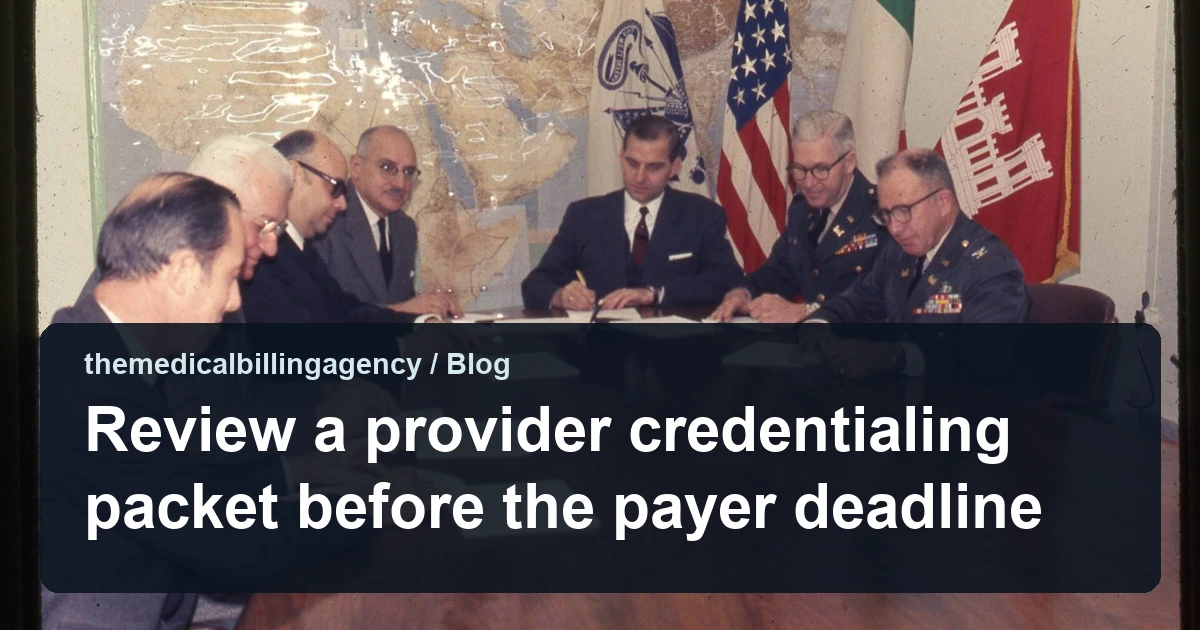 themedicalbillingagency / Blog
Review a provider credentialing
packet before the payer deadline